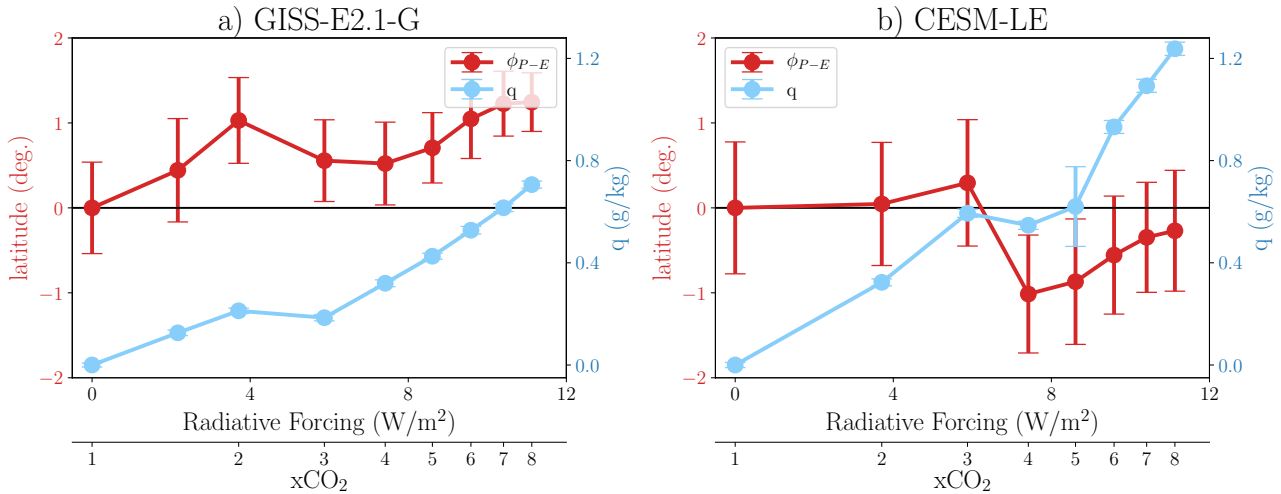 a) GISS-E2.1-G
2
1
0
−1
−2
latitude (deg.)
ϕP−E
q
1.2
0.8
0.4
0.0
q (g/kg)
0 4 8 12
Radiative Forcing (W/m²)
1 2 3 4 5 6 7 8
xCO₂
b) CESM-LE
2
1
0
−1
−2
latitude (deg.)
ϕP−E
q
1.2
0.8
0.4
0.0
q (g/kg)
0 4 8 12
Radiative Forcing (W/m²)
1 2 3 4 5 6 7 8
xCO₂